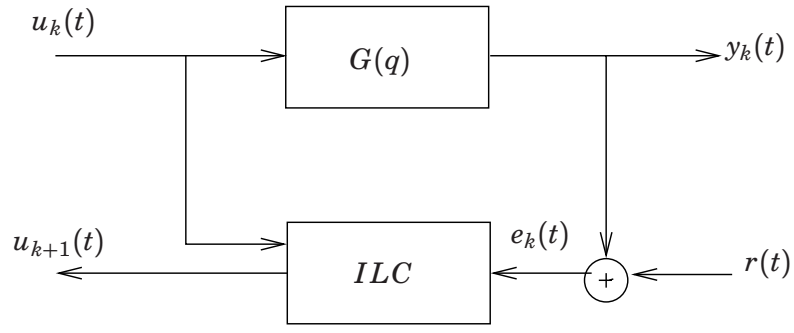 u_k(t)
G(q)
y_k(t)
u_{k+1}(t)
ILC
e_k(t)
+
r(t)